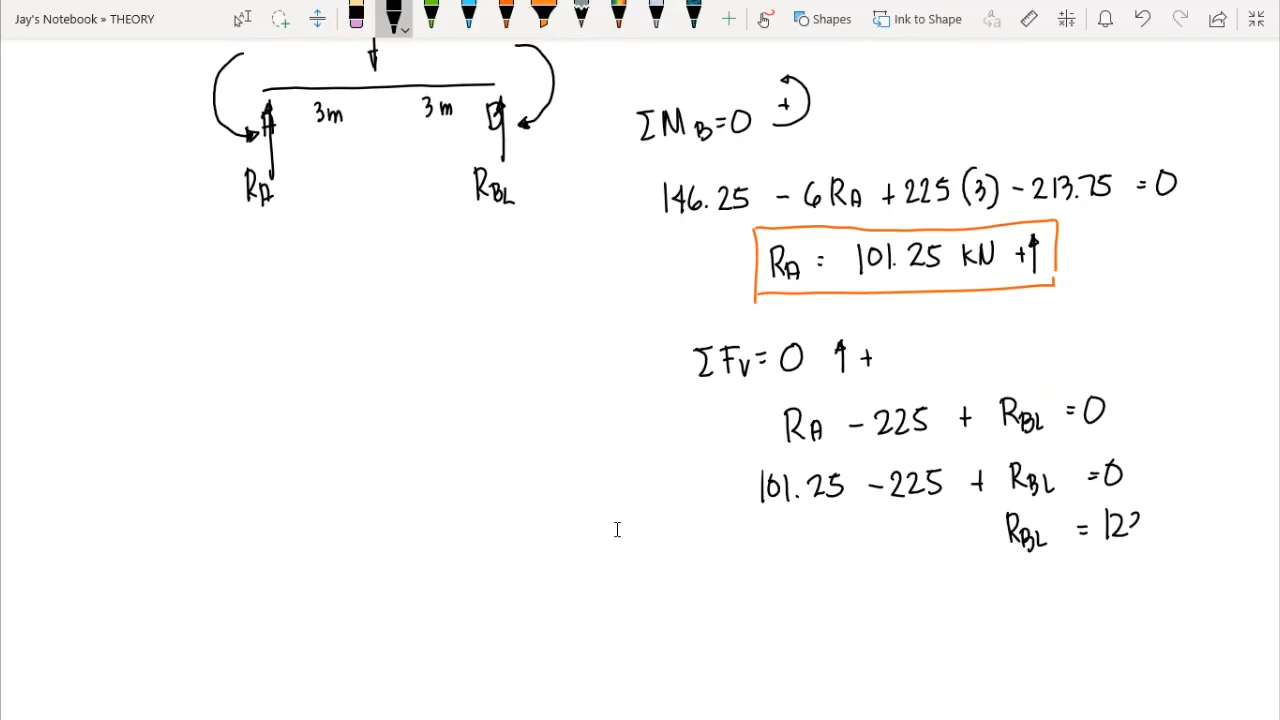 Jay's Notebook » THEORY
Shapes
Ink to Shape
A
3m
3m
B
RA
RBL
ΣMB=0 +
146.25 - 6RA + 225(3) - 213.75 = 0
RA = 101.25 kN +↑
ΣFv = 0 ↑ +
RA - 225 + RBL = 0
101.25 - 225 + RBL = 0
RBL = 12